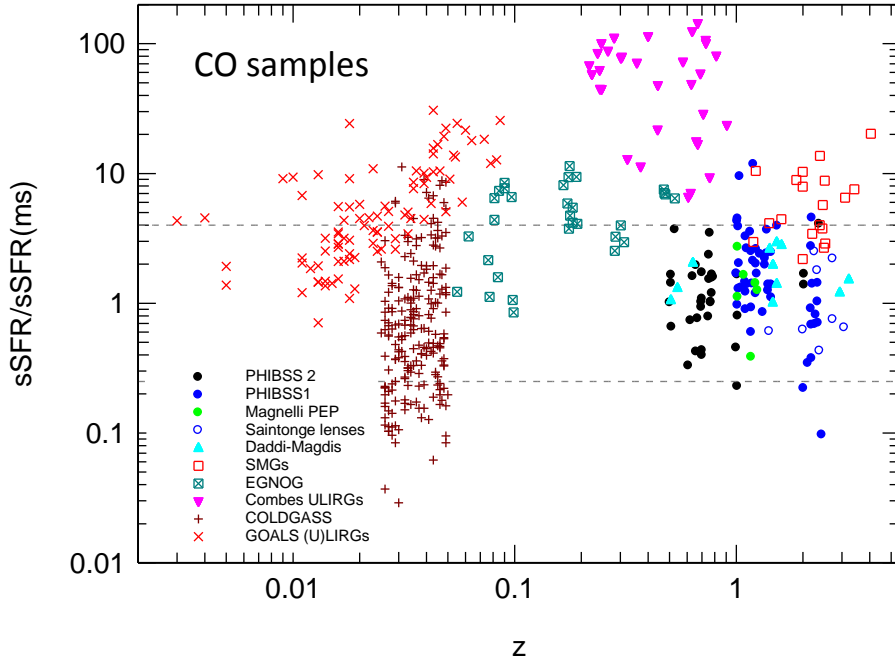 CO samples
100
10
1
0.1
0.01
sSFR/sSFR(ms)
PHIBSS 2
PHIBSS1
Magnelli PEP
Saintonge lenses
Daddi-Magdis
SMGs
EGNOG
Combes ULIRGs
COLDGASS
GOALS (U)LIRGs
0.01 0.1 1
z